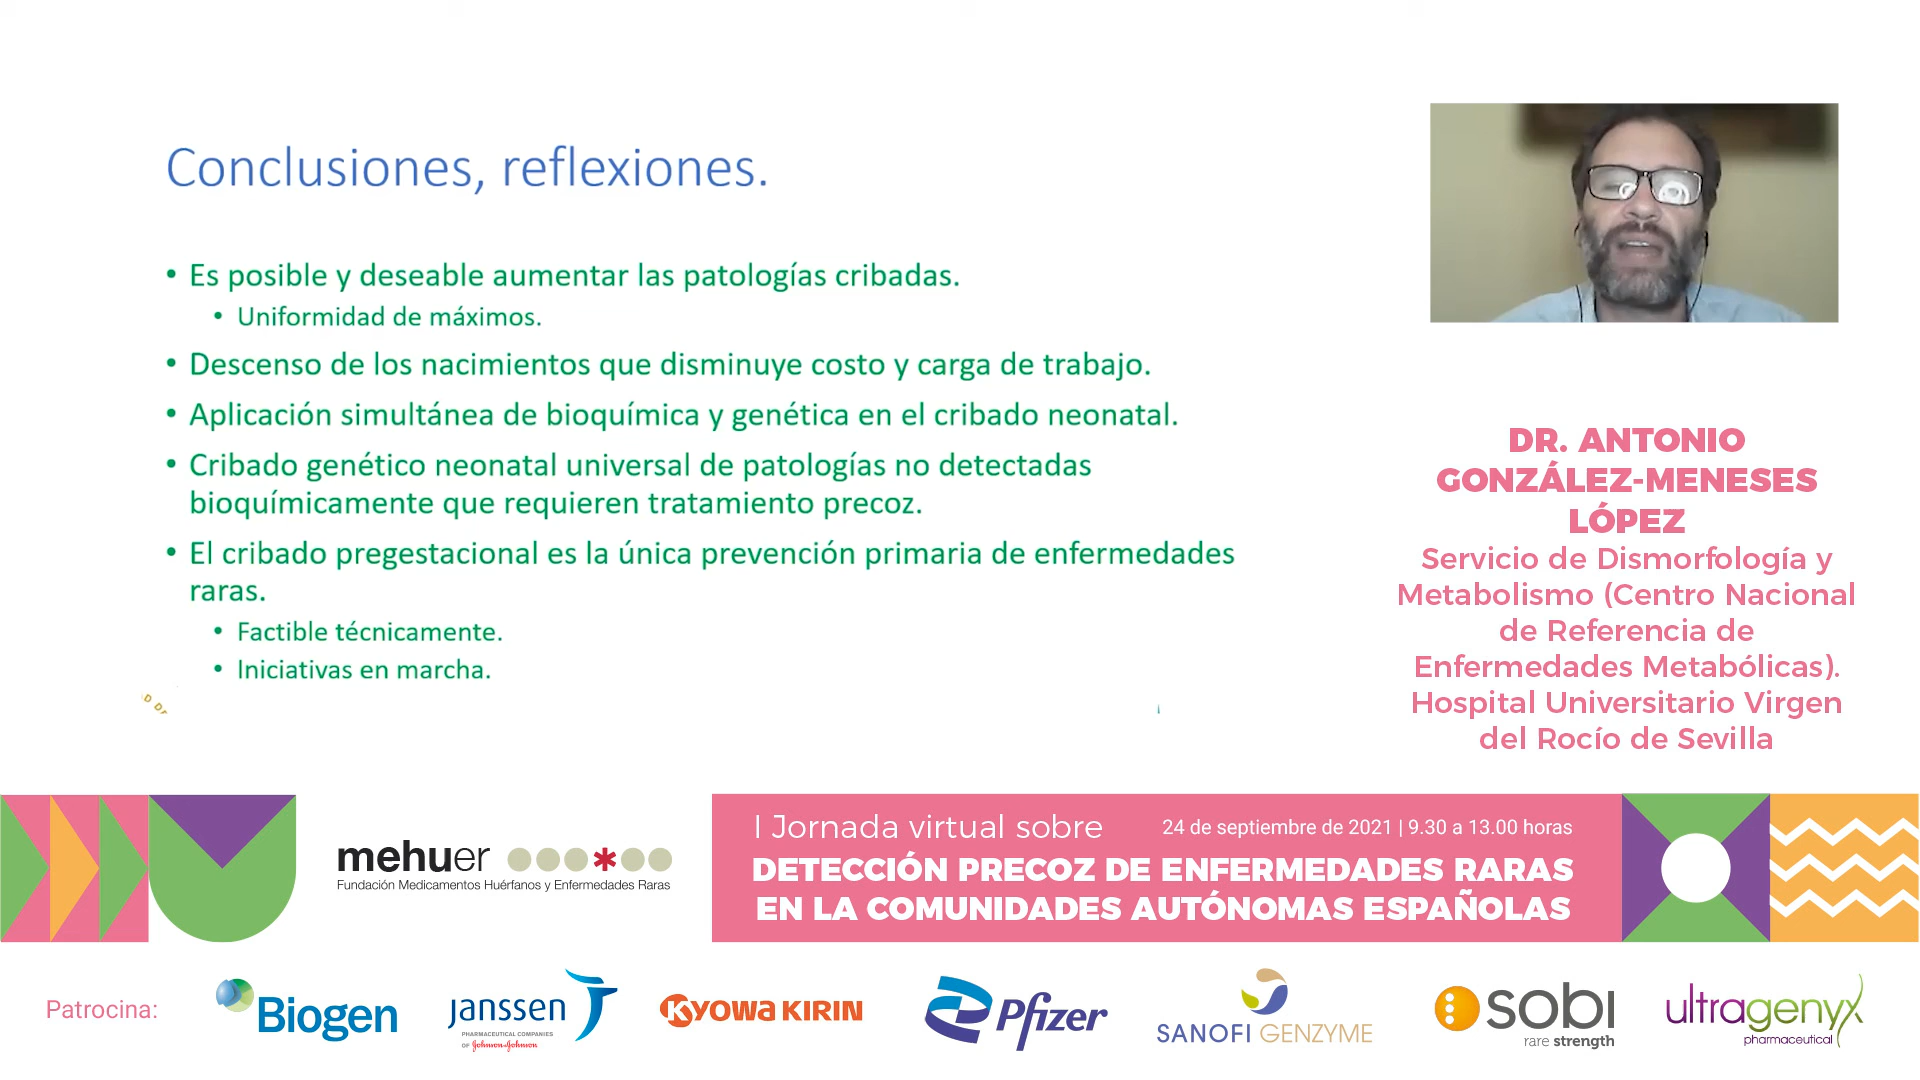 Conclusiones, reflexiones.
• Es posible y deseable aumentar las patologías cribadas.
• Uniformidad de máximos.
• Descenso de los nacimientos que disminuye costo y carga de trabajo.
• Aplicación simultánea de bioquímica y genética en el cribado neonatal.
• Cribado genético neonatal universal de patologías no detectadas
bioquímicamente que requieren tratamiento precoz.
• El cribado pregestacional es la única prevención primaria de enfermedades
raras.
• Factible técnicamente.
• Iniciativas en marcha.
DR. ANTONIO
GONZÁLEZ-MENESES
LÓPEZ
Servicio de Dismorfología y
Metabolismo (Centro Nacional
de Referencia de
Enfermedades Metabólicas).
Hospital Universitario Virgen
del Rocío de Sevilla
mehuer
Fundación Medicamentos Huérfanos y Enfermedades Raras
I Jornada virtual sobre
24 de septiembre de 2021 | 9.30 a 13.00 horas
DETECCIÓN PRECOZ DE ENFERMEDADES RARAS
EN LA COMUNIDADES AUTÓNOMAS ESPAÑOLAS
Patrocina:
Biogen
janssen
PHARMACEUTICAL COMPANIES
OF Johnson & Johnson
KYOWA KIRIN
Pfizer
SANOFI GENZYME
sobi
rare strength
ultragenyx
pharmaceutical